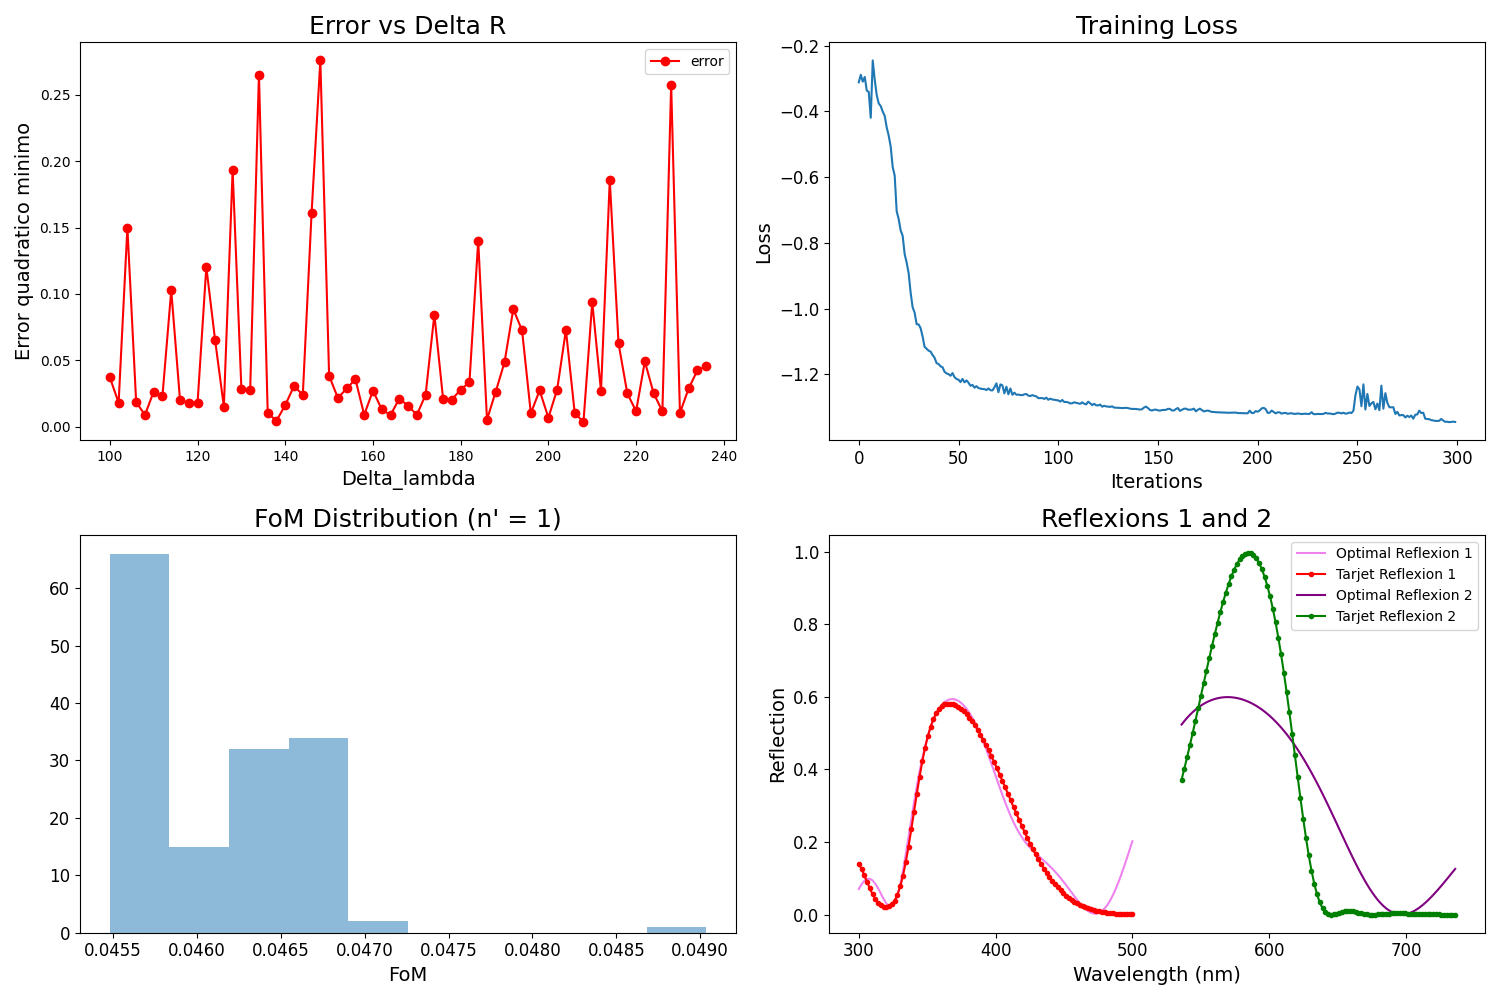 Error vs Delta R
error
Error quadratico minimo
0.25
0.20
0.15
0.10
0.05
0.00
100 120 140 160 180 200 220 240
Delta_lambda
Training Loss
Loss
−0.2
−0.4
−0.6
−0.8
−1.0
−1.2
0 50 100 150 200 250 300
Iterations
FoM Distribution (n' = 1)
60
50
40
30
20
10
0
0.0455 0.0460 0.0465 0.0470 0.0475 0.0480 0.0485 0.0490
FoM
Reflexions 1 and 2
Optimal Reflexion 1
Tarjet Reflexion 1
Optimal Reflexion 2
Tarjet Reflexion 2
Reflection
1.0
0.8
0.6
0.4
0.2
0.0
300 400 500 600 700
Wavelength (nm)